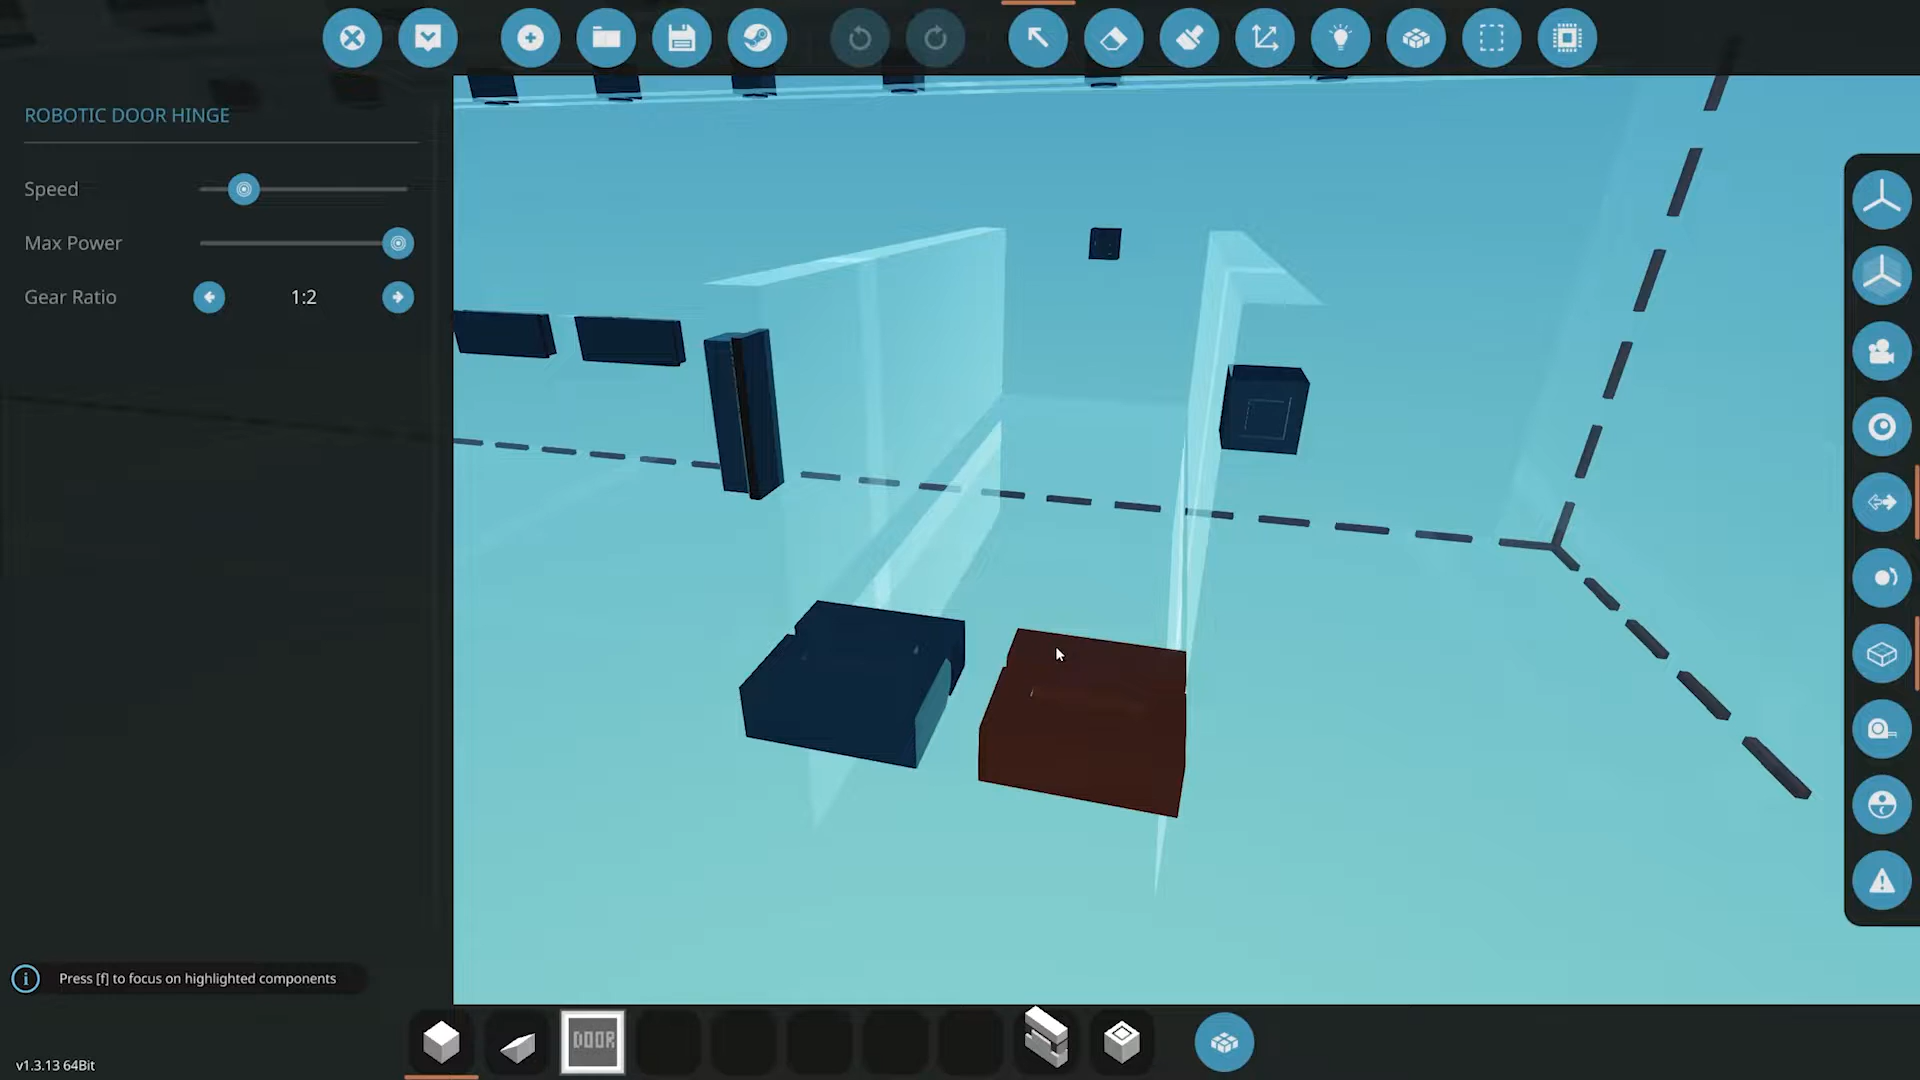 ROBOTIC DOOR HINGE
Speed
Max Power
Gear Ratio 1:2
Press [f] to focus on highlighted components
DOOR
v1.3.13 64Bit